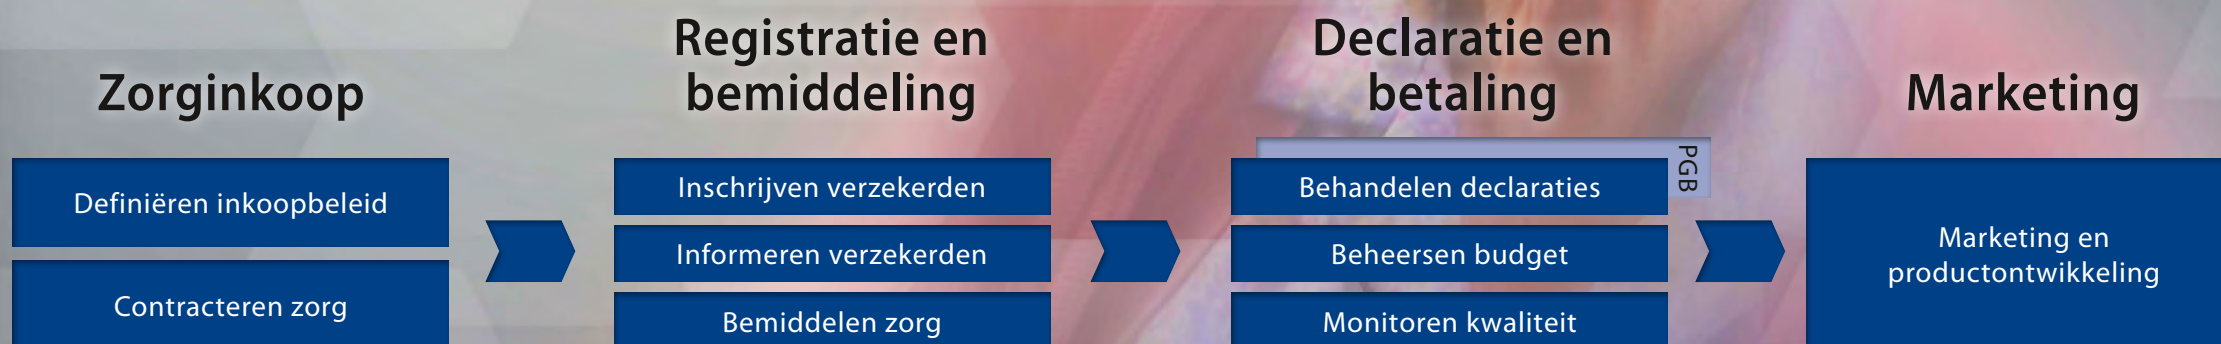 Zorginkoop
Definiëren inkoopbeleid
Contracteren zorg
Registratie en
bemiddeling
Inschrijven verzekerden
Informeren verzekerden
Bemiddelen zorg
Declaratie en
betaling
PGB
Behandelen declaraties
Beheersen budget
Monitoren kwaliteit
Marketing
Marketing en
productontwikkeling